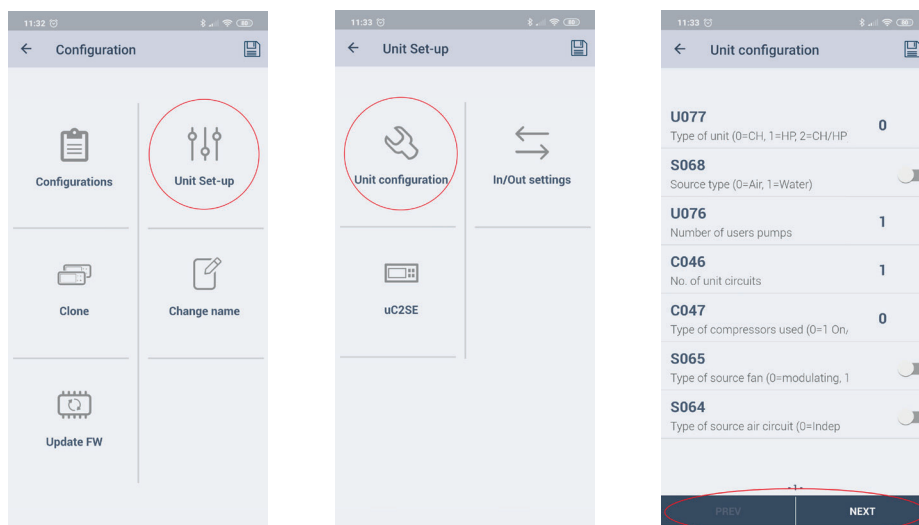 11:32
Configuration
Configurations
Unit Set-up
Clone
Change name
Update FW
11:33
Unit Set-up
Unit configuration
In/Out settings
uC2SE
11:33
Unit configuration
U077
Type of unit (0=CH, 1=HP, 2=CH/HP
0
S068
Source type (0=Air, 1=Water)
U076
Number of users pumps
1
C046
No. of unit circuits
1
C047
Type of compressors used (0=1 On/
0
S065
Type of source fan (0=modulating, 1
S064
Type of source air circuit (0=Indep
-1-
PREV
NEXT